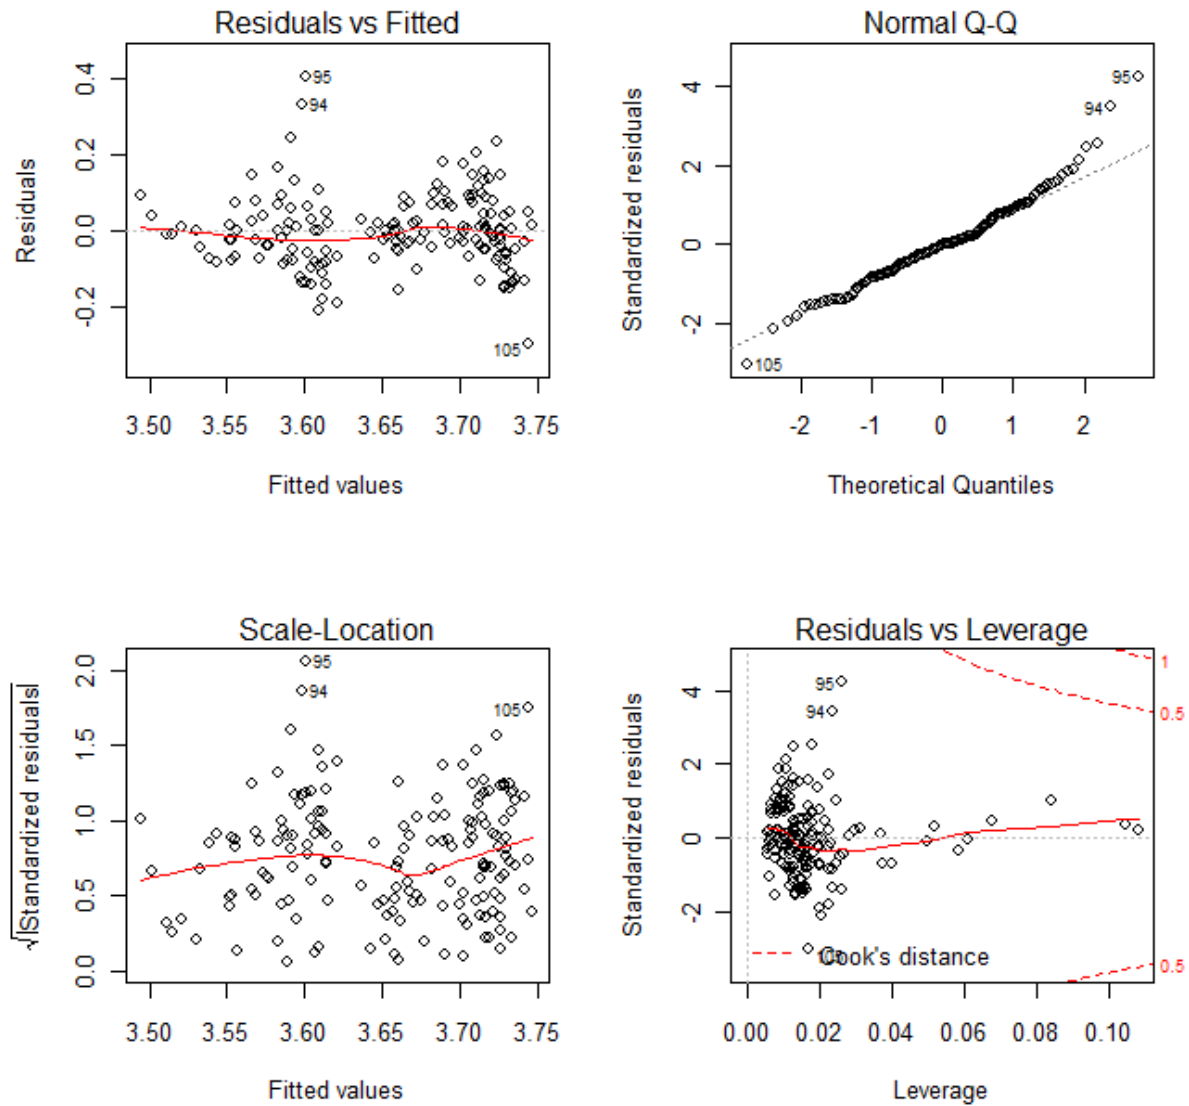 Residuals vs Fitted
Residuals
0.4
0.2
0.0
-0.2
95
94
105
3.50 3.55 3.60 3.65 3.70 3.75
Fitted values
Normal Q-Q
Standardized residuals
4
2
0
-2
95
94
105
-2 -1 0 1 2
Theoretical Quantiles
Scale-Location
√|Standardized residuals|
2.0
1.5
1.0
0.5
0.0
95
94
105
3.50 3.55 3.60 3.65 3.70 3.75
Fitted values
Residuals vs Leverage
Standardized residuals
4
2
0
-2
95
94
105
Cook's distance
1
0.5
0.5
0.00 0.02 0.04 0.06 0.08 0.10
Leverage